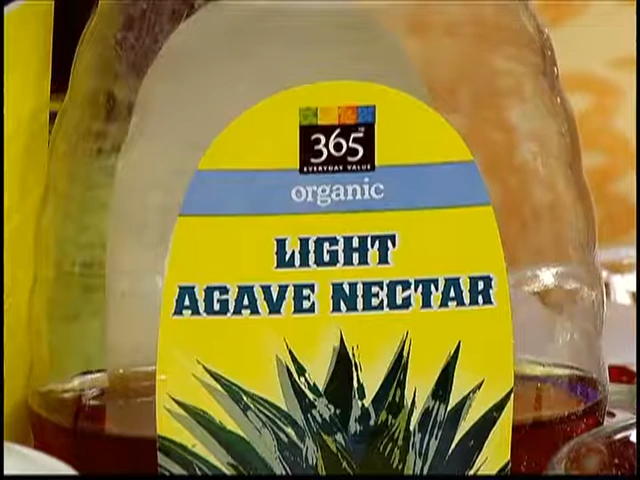 365
EVERYDAY VALUE
organic
LIGHT
AGAVE NECTAR